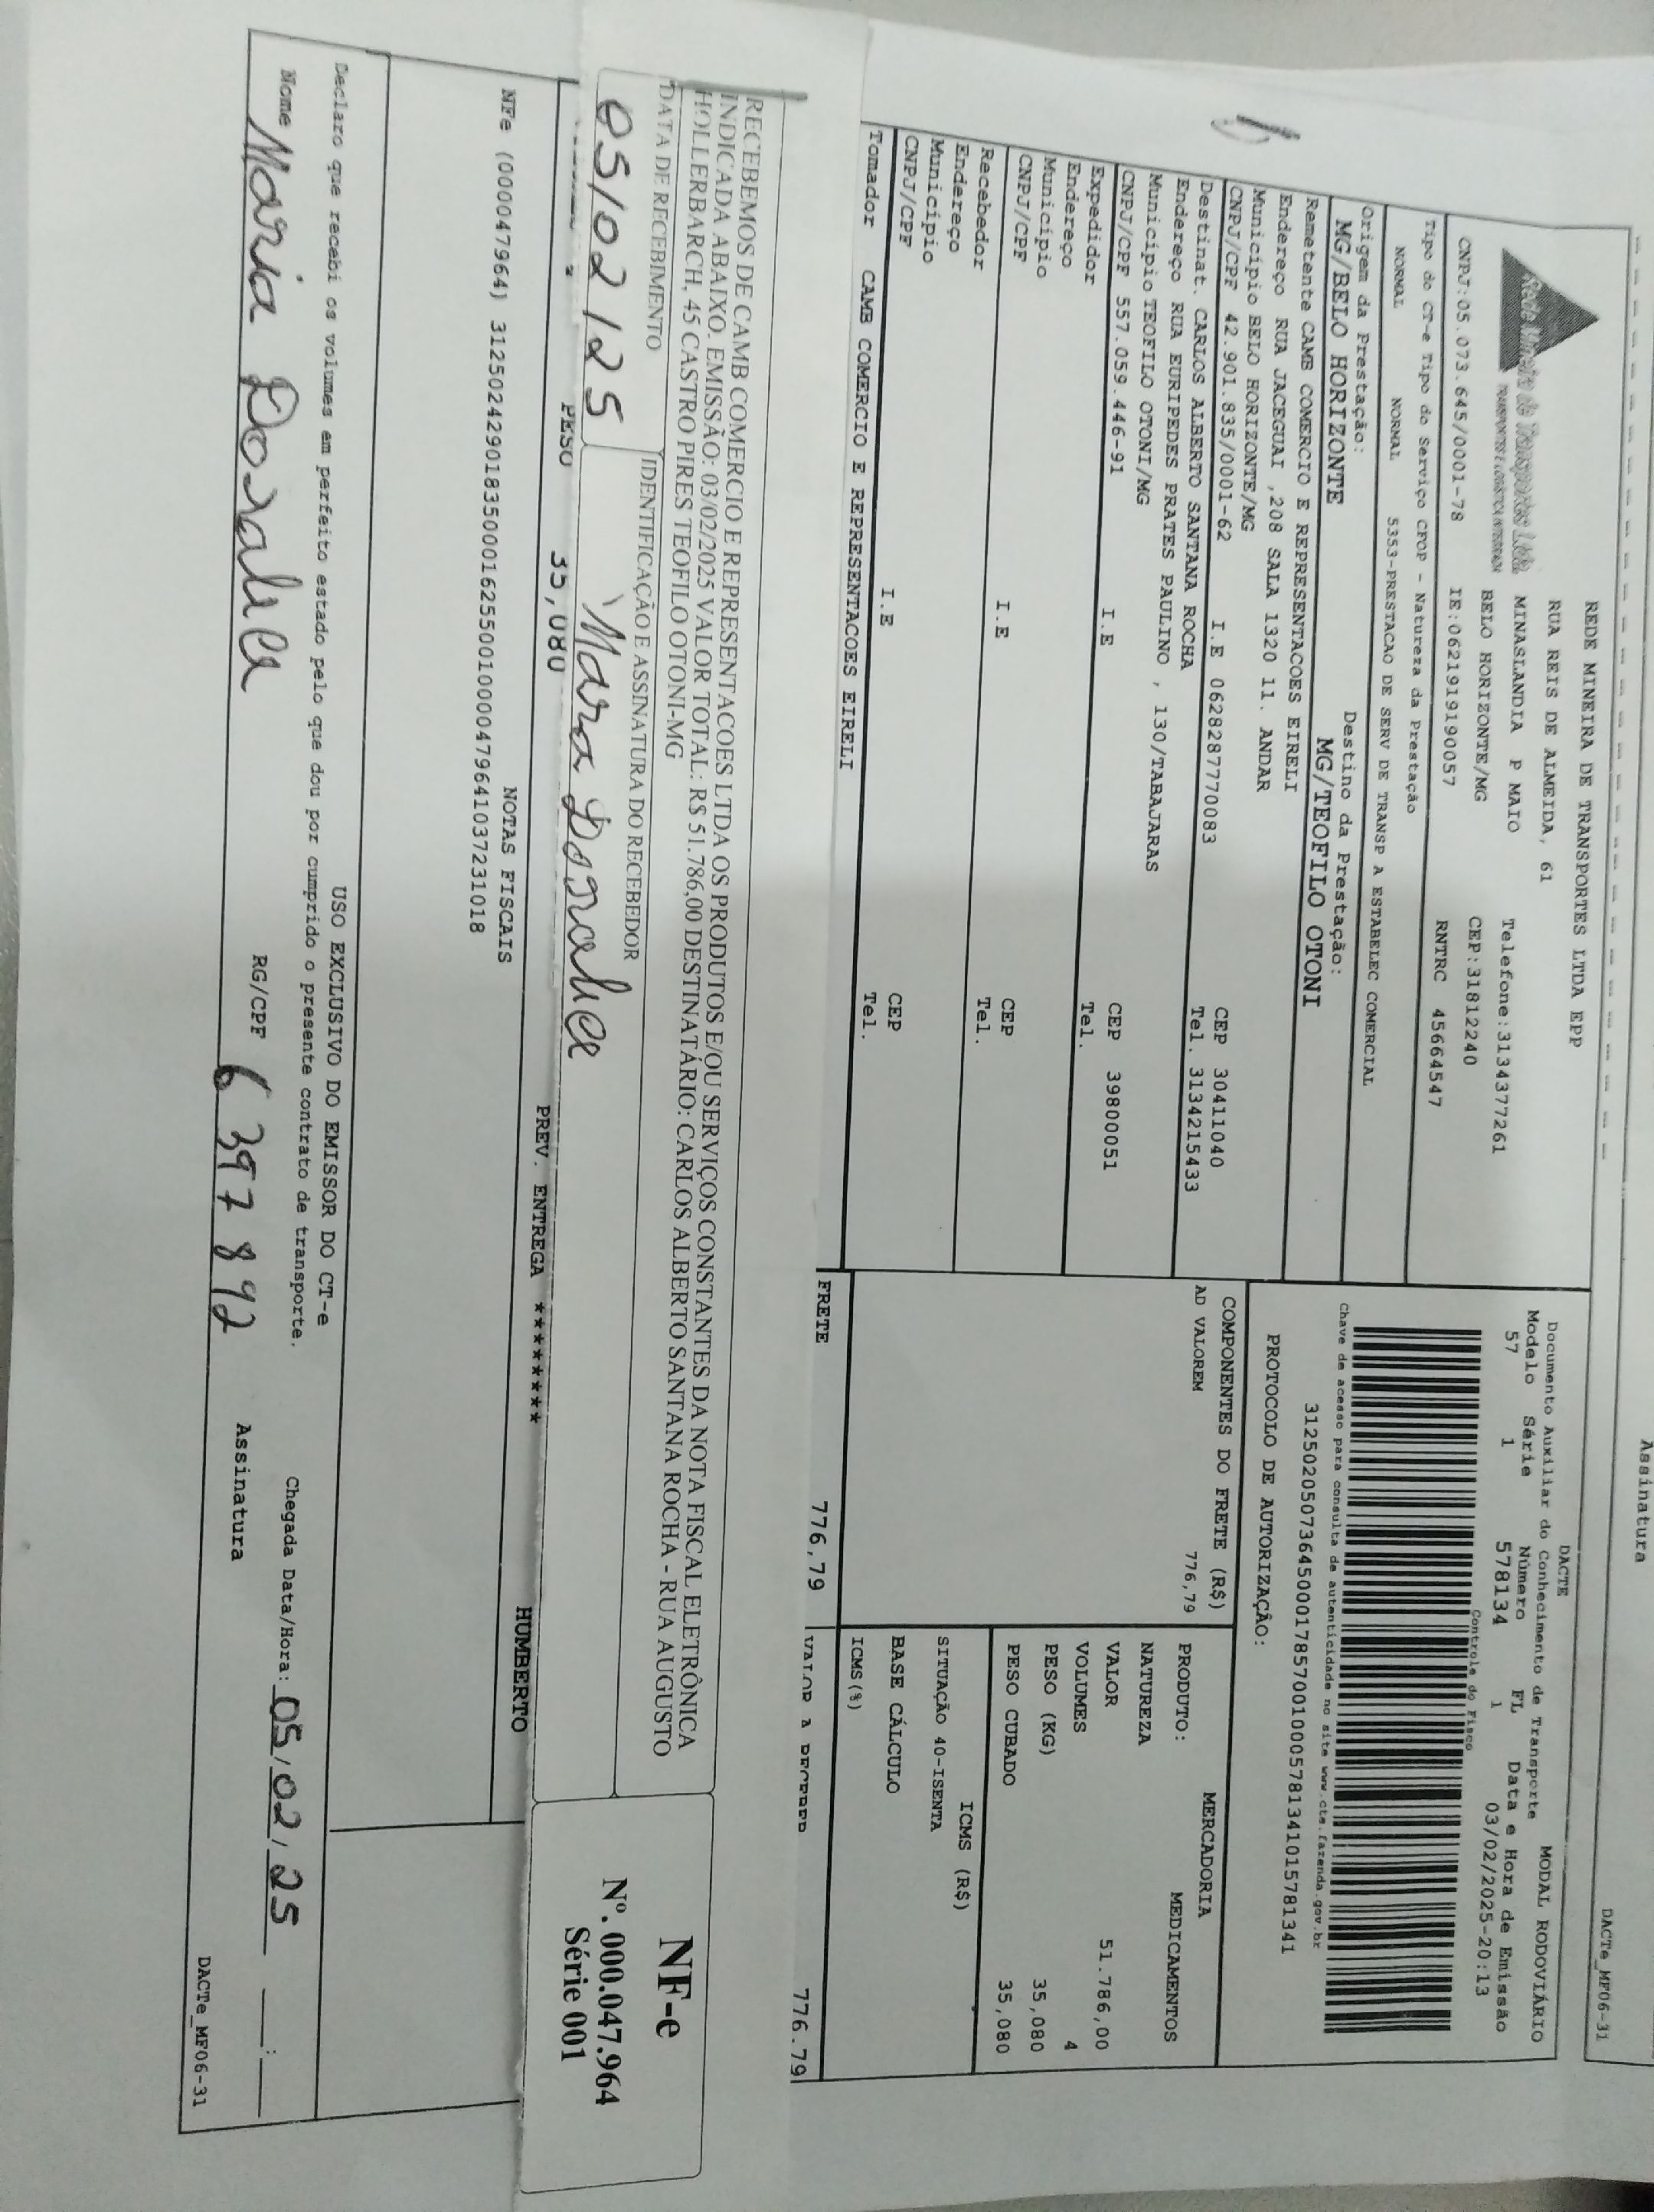 Assinatura
DACTe_MF06-31
REDE MINEIRA DE TRANSPORTES LTDA EPP
Rede Mineira de Transportes Ltda
RUA REIS DE ALMEIDA, 61
MINASLANDIA P MAIO Telefone:3134377261
BELO HORIZONTE/MG CEP:31812240
CNPJ:05.073.645/0001-78 IE:0621919190057 RNTRC 45664547
Tipo do CT-e Tipo do Serviço CFOP - Natureza da Prestação
NORMAL NORMAL 5353-PRESTACAO DE SERV DE TRANSP A ESTABELEC COMERCIAL
Origem da Prestação: Destino da Prestação:
MG/BELO HORIZONTE MG/TEOFILO OTONI
DACTE MODAL RODOVIÁRIO
Documento Auxiliar do Conhecimento de Transporte
Modelo Série Número FL Data e Hora de Emissão
57 1 578134 1 03/02/2025-20:13
Controle do Fisco
Chave de acesso para consulta de autenticidade no site www.cte.fazenda.gov.br
31250205073645000178570010005781341015781341
PROTOCOLO DE AUTORIZAÇÃO:
Remetente CAMB COMERCIO E REPRESENTACOES EIRELI
Endereço RUA JACEGUAI ,208 SALA 1320 11. ANDAR
Município BELO HORIZONTE/MG CEP 30411040
CNPJ/CPF 42.901.835/0001-62 I.E 0628287770083 Tel. 3134215433
Destinat. CARLOS ALBERTO SANTANA ROCHA
Endereço RUA EURIPEDES PRATES PAULINO , 130/TABAJARAS
Município TEOFILO OTONI/MG CEP 39800051
CNPJ/CPF 557.059.446-91 I.E Tel.
Expedidor
Endereço
Município CEP
CNPJ/CPF I.E Tel.
Recebedor
Endereço
Município CEP
CNPJ/CPF I.E Tel.
Tomador CAMB COMERCIO E REPRESENTACOES EIRELI
COMPONENTES DO FRETE (R$)
AD VALOREM 776,79
MERCADORIA
PRODUTO: MEDICAMENTOS
NATUREZA
VALOR 51.786,00
VOLUMES 4
PESO (KG) 35,080
PESO CUBADO 35,080
ICMS (R$)
SITUAÇÃO 40-ISENTA
BASE CÁLCULO
ICMS(%)
FRETE 776,79 VALOR A RECEBER 776.79
RECEBEMOS DE CAMB COMERCIO E REPRESENTACOES LTDA OS PRODUTOS E/OU SERVIÇOS CONSTANTES DA NOTA FISCAL ELETRÔNICA
INDICADA ABAIXO. EMISSÃO: 03/02/2025 VALOR TOTAL: R$ 51.786,00 DESTINATÁRIO: CARLOS ALBERTO SANTANA ROCHA - RUA AUGUSTO
HOLLERBARCH, 45 CASTRO PIRES TEOFILO OTONI-MG
DATA DE RECEBIMENTO IDENTIFICAÇÃO E ASSINATURA DO RECEBEDOR
05/02/25 Maria Doralice
NF-e
Nº. 000.047.964
Série 001
PESO 35,080 PREV. ENTREGA ******** HUMBERTO
NOTAS FISCAIS
NFe (000047964) 31250242901835000162550010000479641037231018
USO EXCLUSIVO DO EMISSOR DO CT-e
Declaro que recebi os volumes em perfeito estado pelo que dou por cumprido o presente contrato de transporte.
Chegada Data/Hora: 05/02/25 __:__
Nome Maria Doralice RG/CPF 6 397 892 Assinatura
DACTe_MF06-31